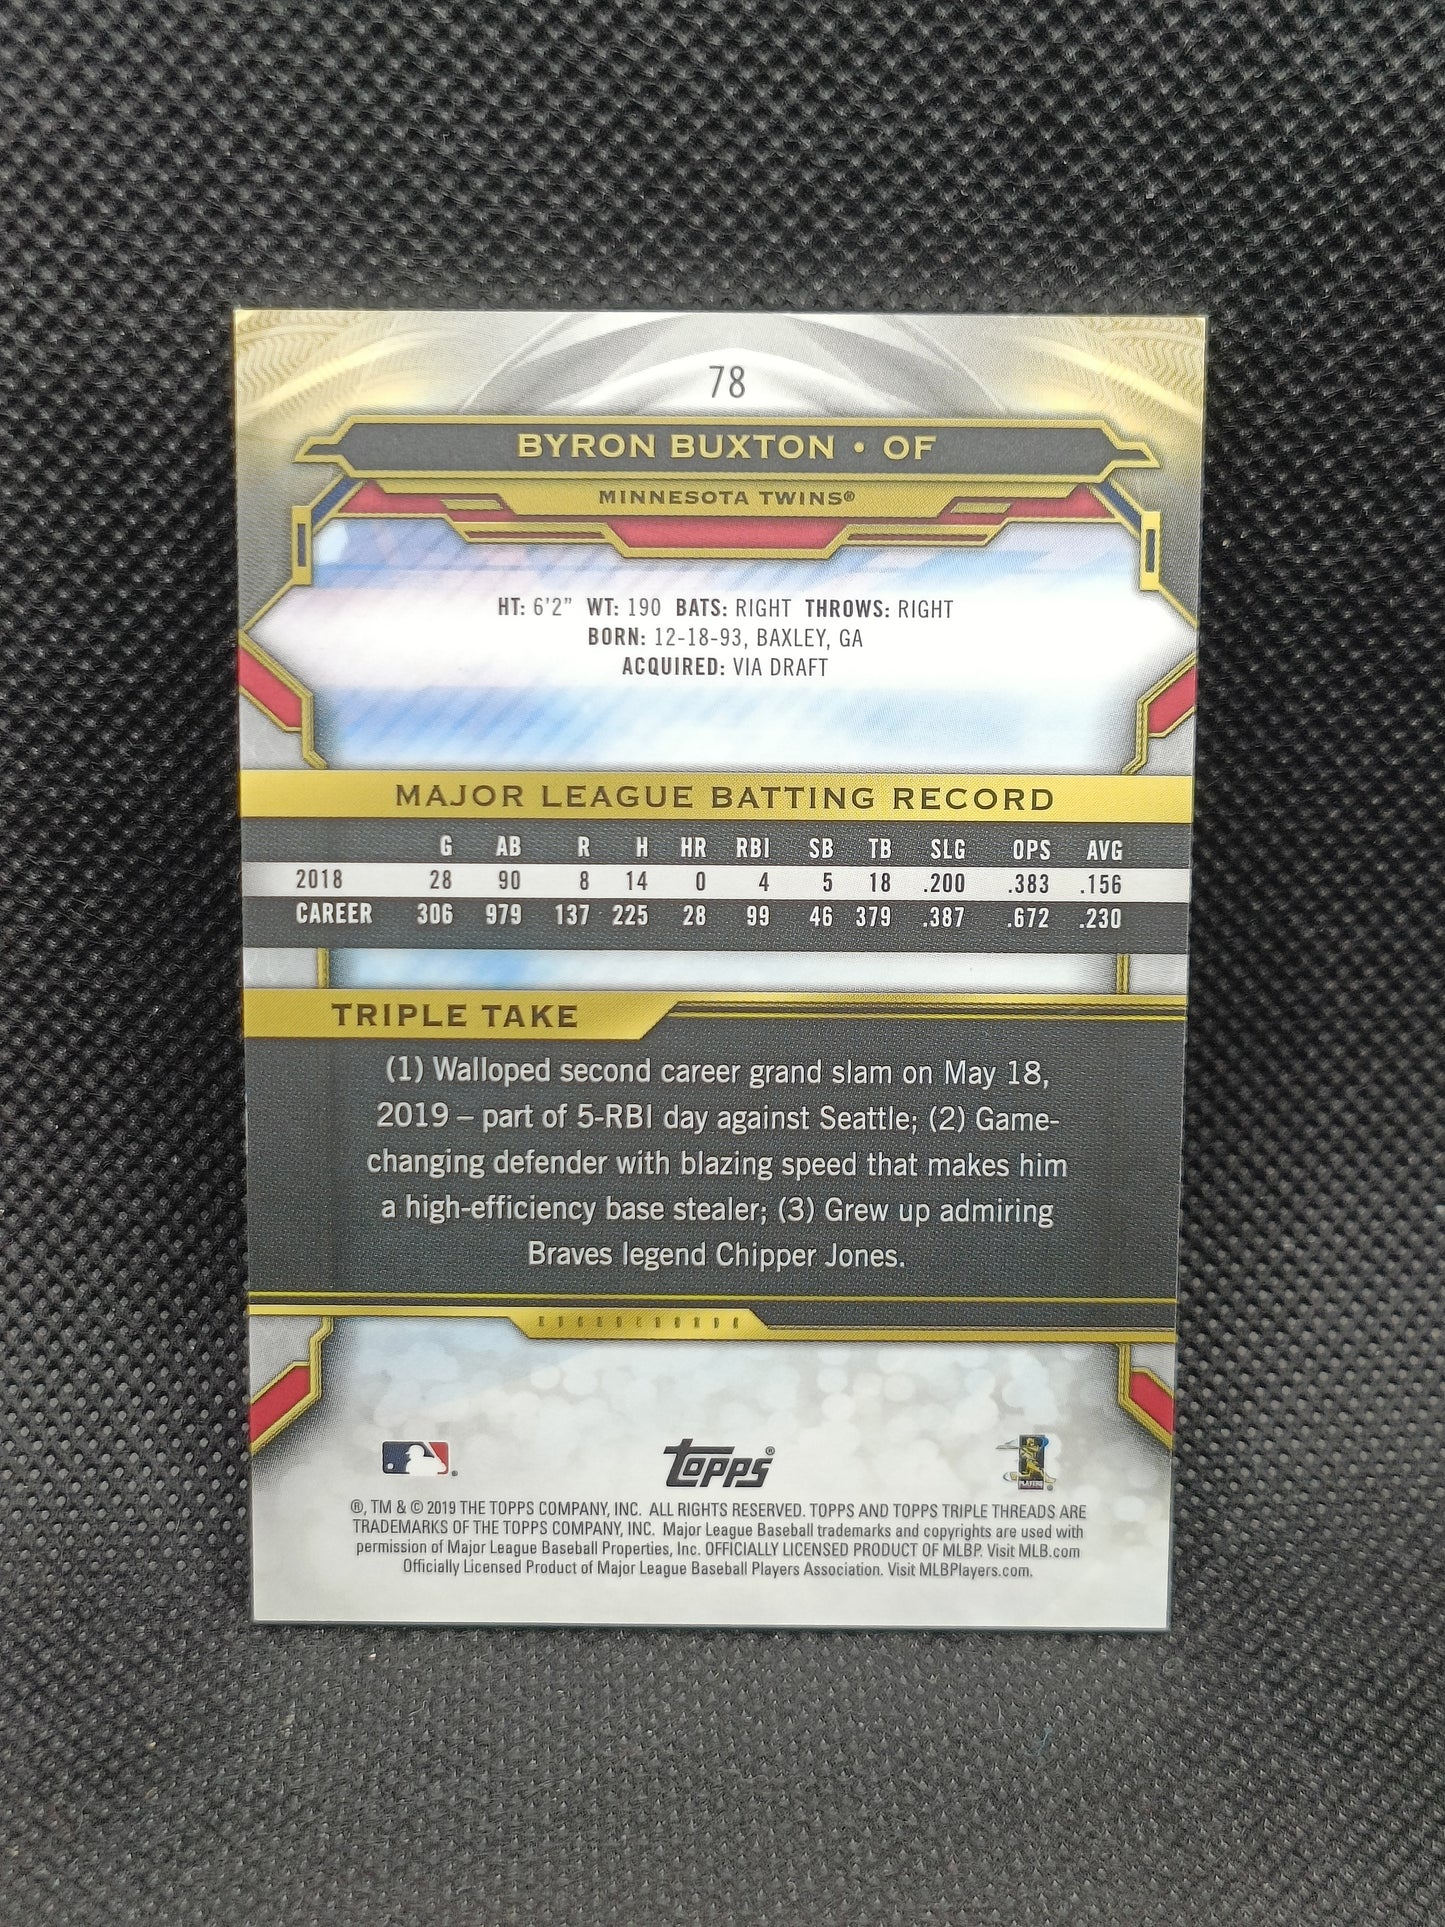 78
BYRON BUXTON • OF
MINNESOTA TWINS®
HT: 6'2" WT: 190 BATS: RIGHT THROWS: RIGHT
BORN: 12-18-93, BAXLEY, GA
ACQUIRED: VIA DRAFT
MAJOR LEAGUE BATTING RECORD
G AB R H HR RBI SB TB SLG OPS AVG
2018 28 90 8 14 0 4 5 18 .200 .383 .156
CAREER 306 979 137 225 28 99 46 379 .387 .672 .230
TRIPLE TAKE
(1) Walloped second career grand slam on May 18,
2019 – part of 5-RBI day against Seattle; (2) Game-
changing defender with blazing speed that makes him
a high-efficiency base stealer; (3) Grew up admiring
Braves legend Chipper Jones.
Topps®
PLAYERS
®, TM & © 2019 THE TOPPS COMPANY, INC. ALL RIGHTS RESERVED. TOPPS AND TOPPS TRIPLE THREADS ARE
TRADEMARKS OF THE TOPPS COMPANY, INC. Major League Baseball trademarks and copyrights are used with
permission of Major League Baseball Properties, Inc. OFFICIALLY LICENSED PRODUCT OF MLBP. Visit MLB.com
Officially Licensed Product of Major League Baseball Players Association. Visit MLBPlayers.com.